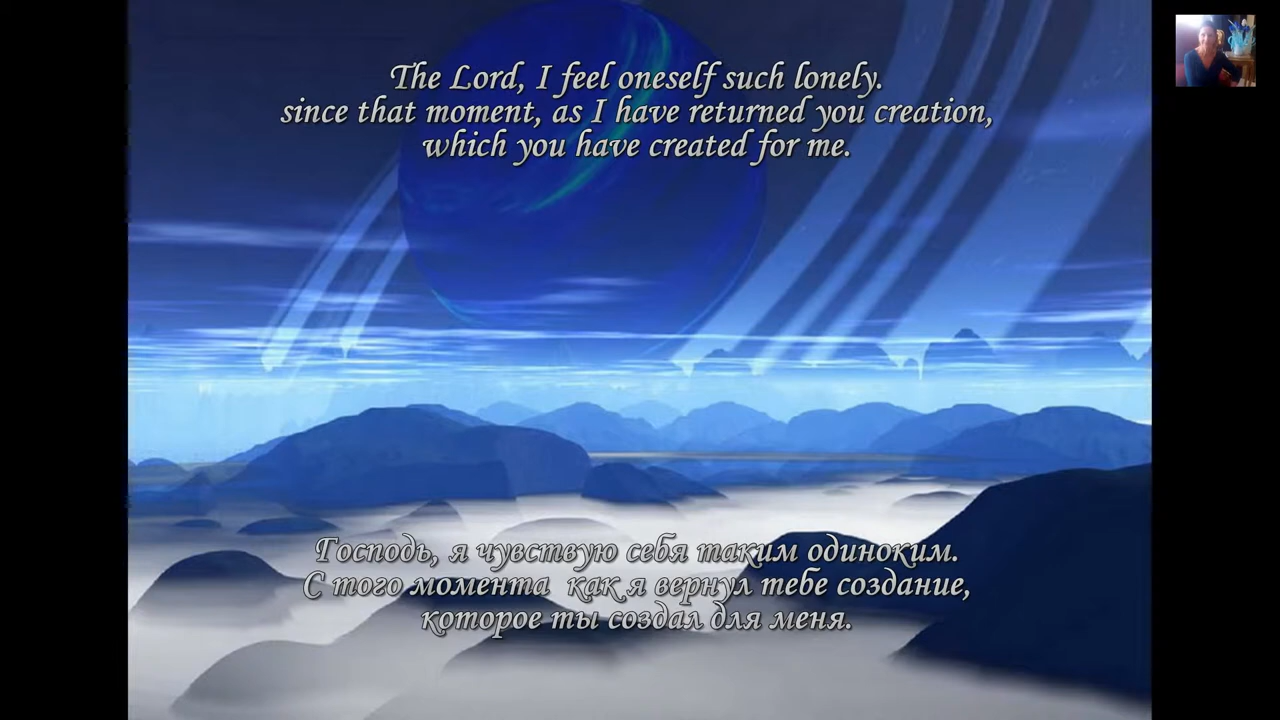 The Lord, I feel oneself such lonely.
since that moment, as I have returned you creation,
which you have created for me.
Господь, я чувствую себя таким одиноким.
С того момента как я вернул тебе создание,
которое ты создал для меня.